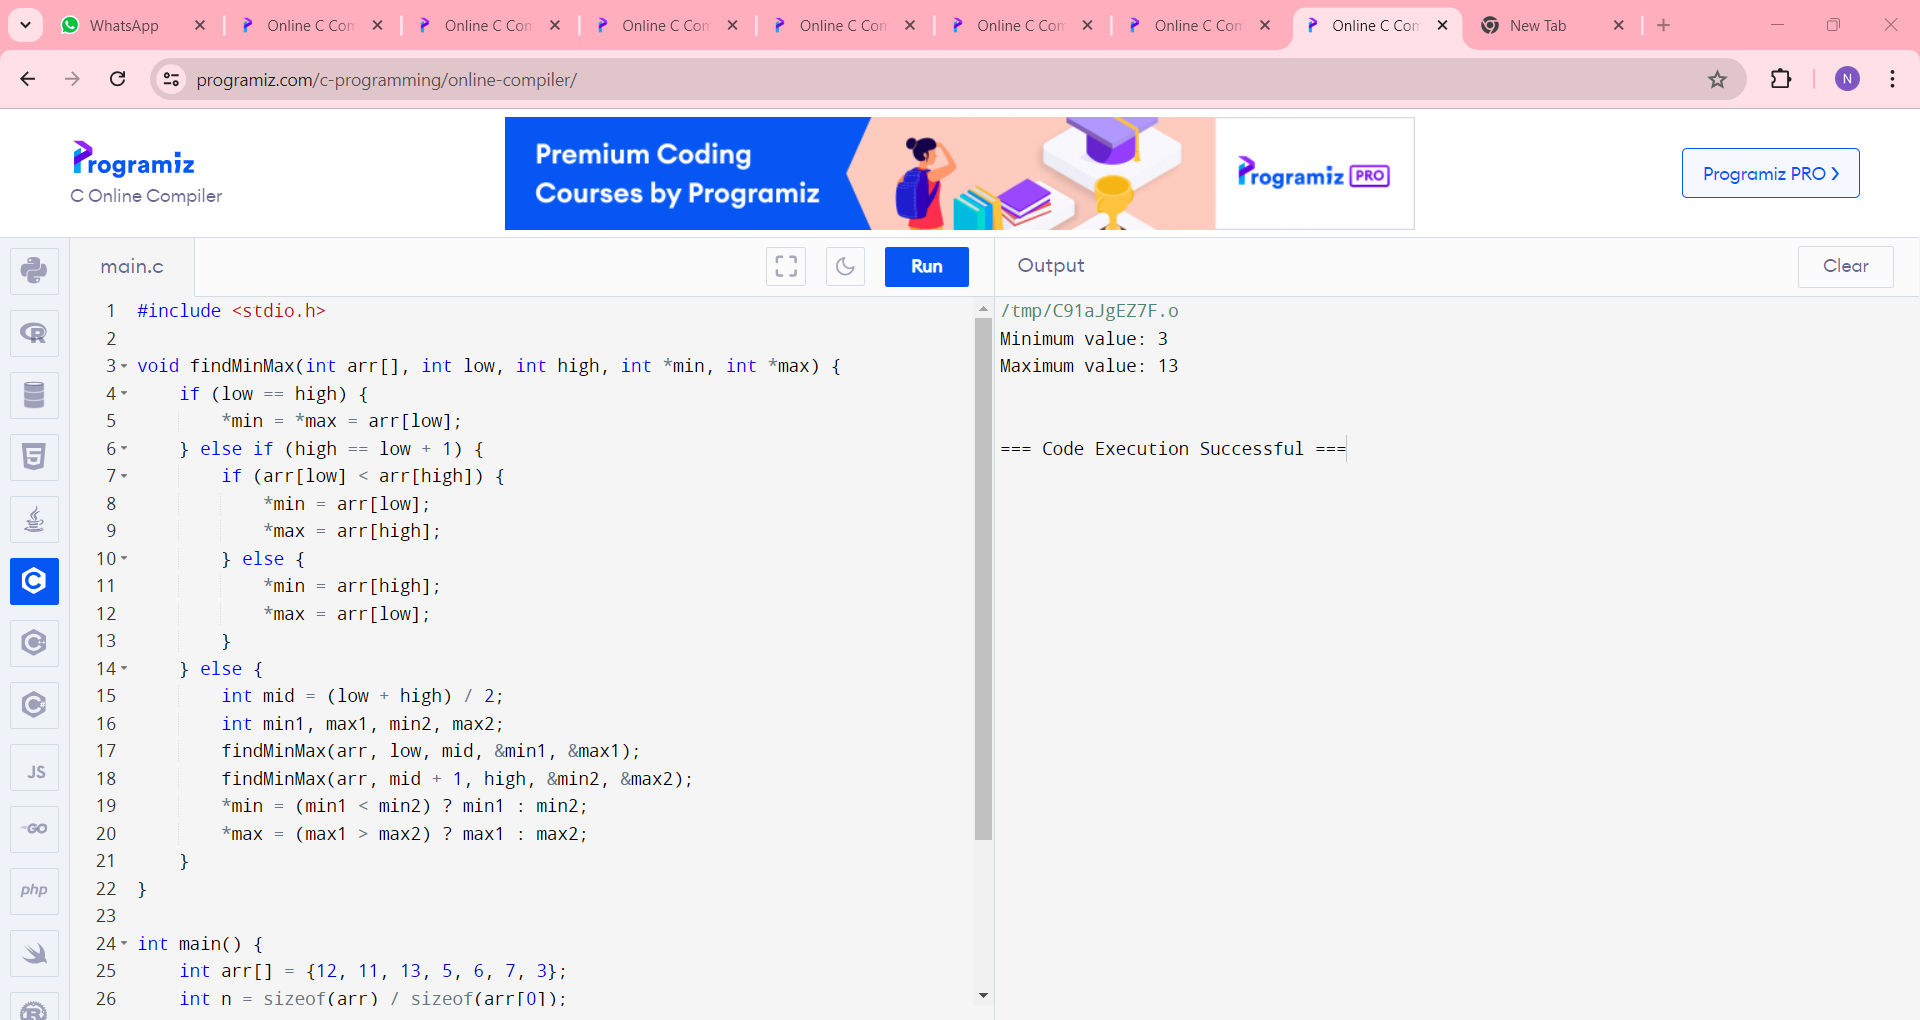 WhatsApp
Online C Com
Online C Com
Online C Com
Online C Com
Online C Com
Online C Com
Online C Com
New Tab
programiz.com/c-programming/online-compiler/
N
Programiz
C Online Compiler
Premium Coding
Courses by Programiz
Programiz PRO
Programiz PRO
main.c
Run
Output
Clear
1 #include <stdio.h>
2
3 void findMinMax(int arr[], int low, int high, int *min, int *max) {
4 if (low == high) {
5 *min = *max = arr[low];
6 } else if (high == low + 1) {
7 if (arr[low] < arr[high]) {
8 *min = arr[low];
9 *max = arr[high];
10 } else {
11 *min = arr[high];
12 *max = arr[low];
13 }
14 } else {
15 int mid = (low + high) / 2;
16 int min1, max1, min2, max2;
17 findMinMax(arr, low, mid, &min1, &max1);
18 findMinMax(arr, mid + 1, high, &min2, &max2);
19 *min = (min1 < min2) ? min1 : min2;
20 *max = (max1 > max2) ? max1 : max2;
21 }
22 }
23
24 int main() {
25 int arr[] = {12, 11, 13, 5, 6, 7, 3};
26 int n = sizeof(arr) / sizeof(arr[0]);
/tmp/C91aJgEZ7F.o
Minimum value: 3
Maximum value: 13
=== Code Execution Successful ===
R
5
C
JS
GO
php